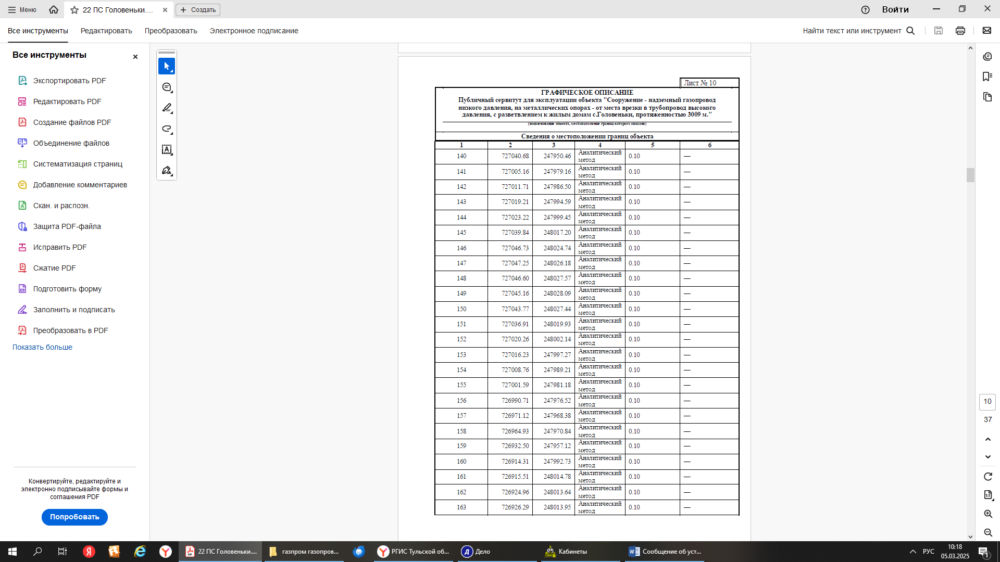 Меню
22 ПС Головеньки....
Создать
Войти
Все инструменты
Редактировать
Преобразовать
Электронное подписание
Найти текст или инструмент
Все инструменты
Экспортировать PDF
Редактировать PDF
Создание файлов PDF
Объединение файлов
Систематизация страниц
Добавление комментариев
Скан. и распозн.
Защита PDF-файла
Исправить PDF
Сжатие PDF
Подготовить форму
Заполнить и подписать
Преобразовать в PDF
Показать больше
Конвертируйте, редактируйте и
электронно подписывайте формы и
соглашения PDF
Попробовать
Лист № 10
ГРАФИЧЕСКОЕ ОПИСАНИЕ
Публичный сервитут для эксплуатации объекта "Сооружение - надземный газопровод
низкого давления, на металлических опорах - от места врезки в трубопровод высокого
давления, с разветвлением к жилым домам с.Головеньки, протяженностью 3009 м."
(наименование объекта, местоположение границ которого описано)
Сведения о местоположении границ объекта
1 2 3 4 5 6
140 727040.68 247950.46 Аналитический метод 0.10 —
141 727005.16 247979.16 Аналитический метод 0.10 —
142 727011.71 247986.50 Аналитический метод 0.10 —
143 727019.21 247994.59 Аналитический метод 0.10 —
144 727023.22 247999.45 Аналитический метод 0.10 —
145 727039.84 248017.20 Аналитический метод 0.10 —
146 727046.73 248024.74 Аналитический метод 0.10 —
147 727047.25 248026.18 Аналитический метод 0.10 —
148 727046.60 248027.57 Аналитический метод 0.10 —
149 727045.16 248028.09 Аналитический метод 0.10 —
150 727043.77 248027.44 Аналитический метод 0.10 —
151 727036.91 248019.93 Аналитический метод 0.10 —
152 727020.26 248002.14 Аналитический метод 0.10 —
153 727016.23 247997.27 Аналитический метод 0.10 —
154 727008.76 247989.21 Аналитический метод 0.10 —
155 727001.59 247981.18 Аналитический метод 0.10 —
156 726990.71 247976.52 Аналитический метод 0.10 —
157 726971.12 247968.38 Аналитический метод 0.10 —
158 726964.93 247970.84 Аналитический метод 0.10 —
159 726932.50 247957.12 Аналитический метод 0.10 —
160 726914.31 247992.73 Аналитический метод 0.10 —
161 726915.51 248014.78 Аналитический метод 0.10 —
162 726924.96 248013.64 Аналитический метод 0.10 —
163 726926.29 248013.95 Аналитический метод 0.10 —
10
37
22 ПС Головеньки....
газпром газопров...
РГИС Тульской об...
Дело
Кабинеты
Сообщение об уст...
РУС
10:18
05.03.2025
1